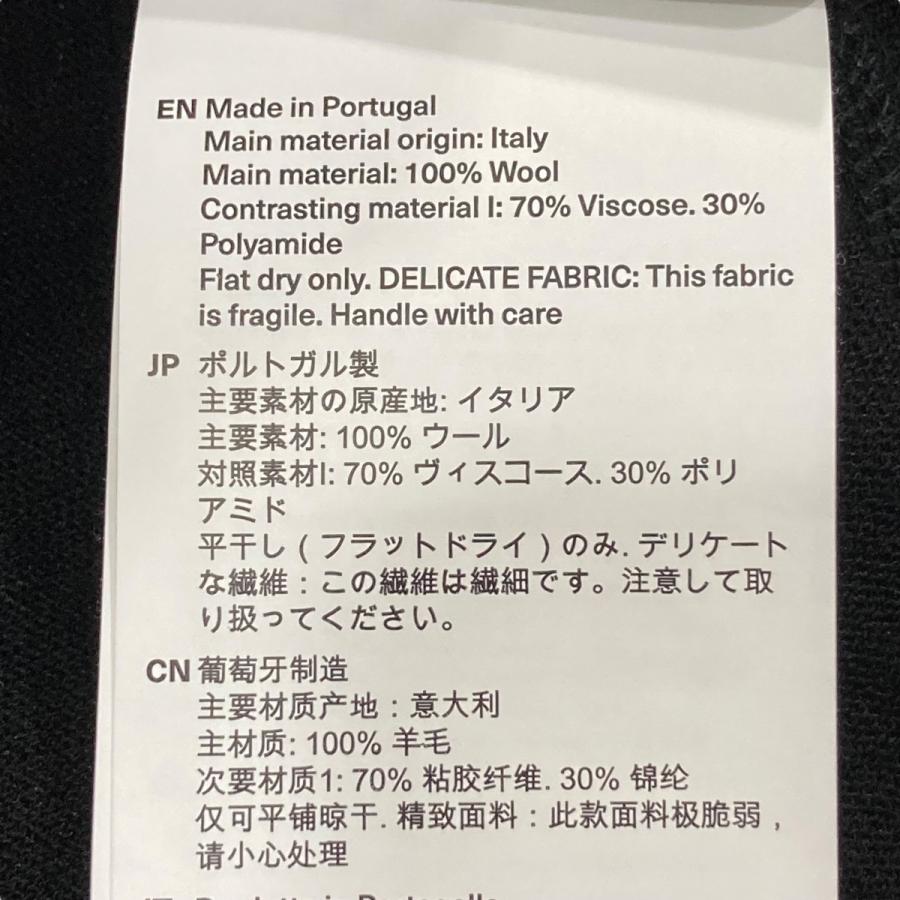 EN Made in Portugal
Main material origin: Italy
Main material: 100% Wool
Contrasting material I: 70% Viscose. 30%
Polyamide
Flat dry only. DELICATE FABRIC: This fabric
is fragile. Handle with care
JP ポルトガル製
主要素材の原産地: イタリア
主要素材: 100% ウール
対照素材I: 70% ヴィスコース. 30% ポリ
アミド
平干し ( フラットドライ ) のみ. デリケート
な繊維 : この繊維は繊細です。注意して取
り扱ってください。
CN 葡萄牙制造
主要材质产地 : 意大利
主材质: 100% 羊毛
次要材质1: 70% 粘胶纤维. 30% 锦纶
仅可平铺晾干. 精致面料 : 此款面料极脆弱 ,
请小心处理